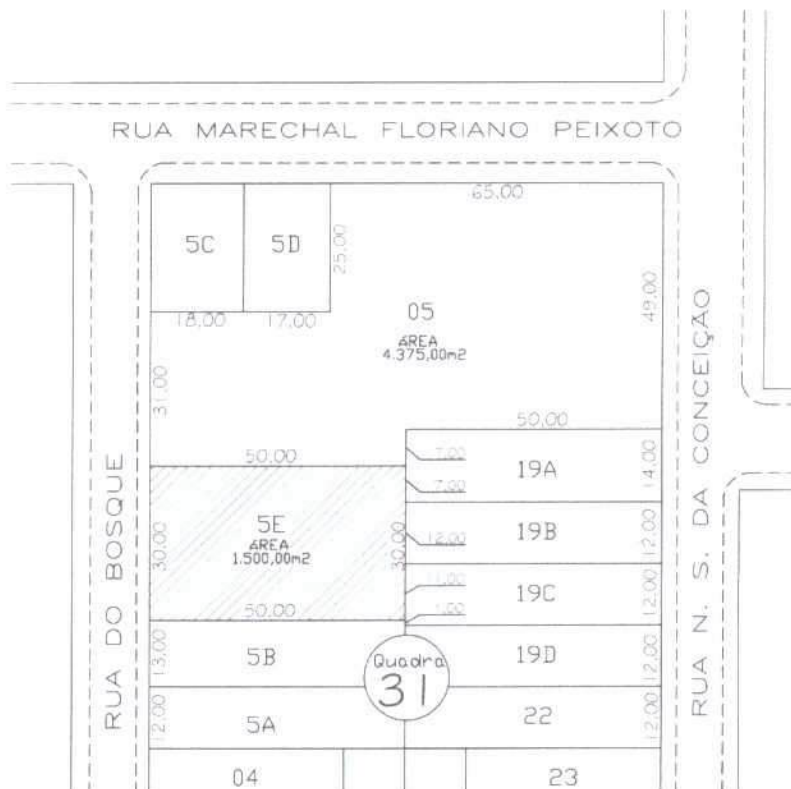 RUA MARECHAL FLORIANO PEIXOTO
65,00
5C
5D
25,00
18,00
17,00
05
ÁREA
4.375,00m2
49,00
31,00
50,00
50,00
7,00
7,00
19A
14,00
5E
ÁREA
1.500,00m2
30,00
30,00
50,00
12,00
19B
12,00
11,00
1,00
19C
12,00
5B
13,00
Quadra
31
19D
12,00
5A
12,00
22
12,00
04
23
RUA DO BOSQUE
RUA N. S. DA CONCEIÇÃO